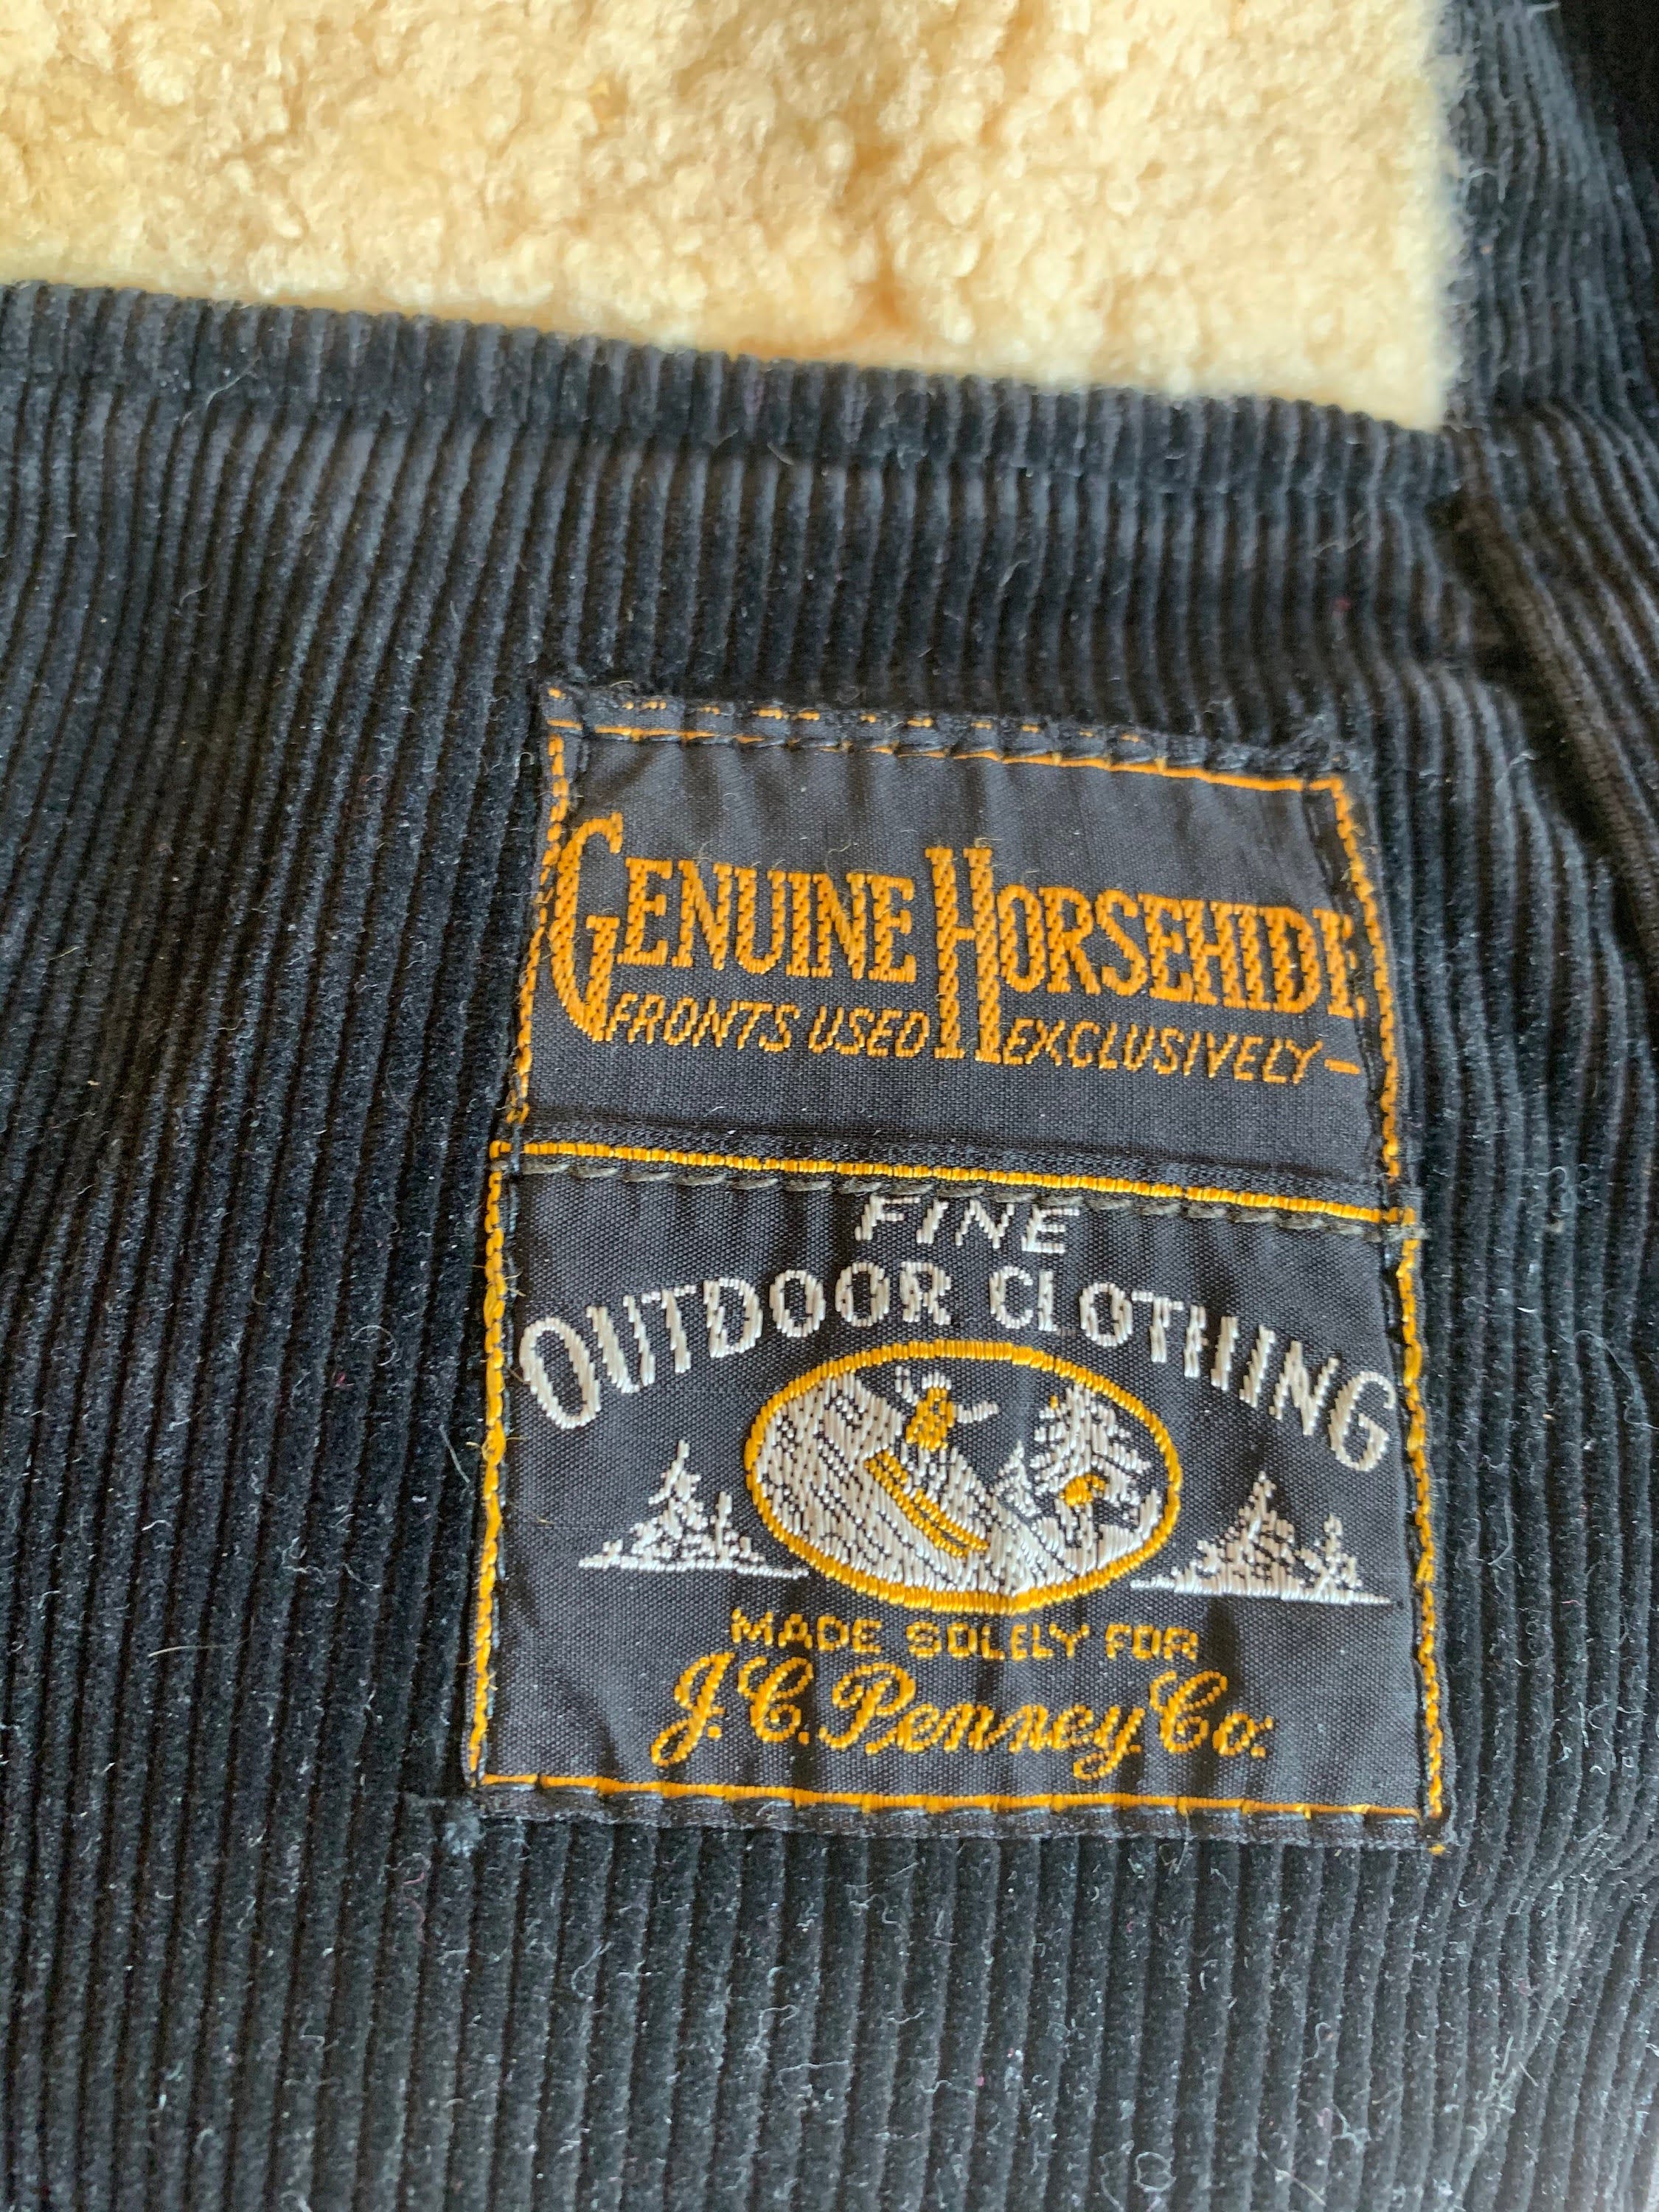 GENUINE HORSEHIDE
FRONTS USED EXCLUSIVELY-
FINE
OUTDOOR CLOTHING
MADE SOLELY FOR
J.C. Penney Co.